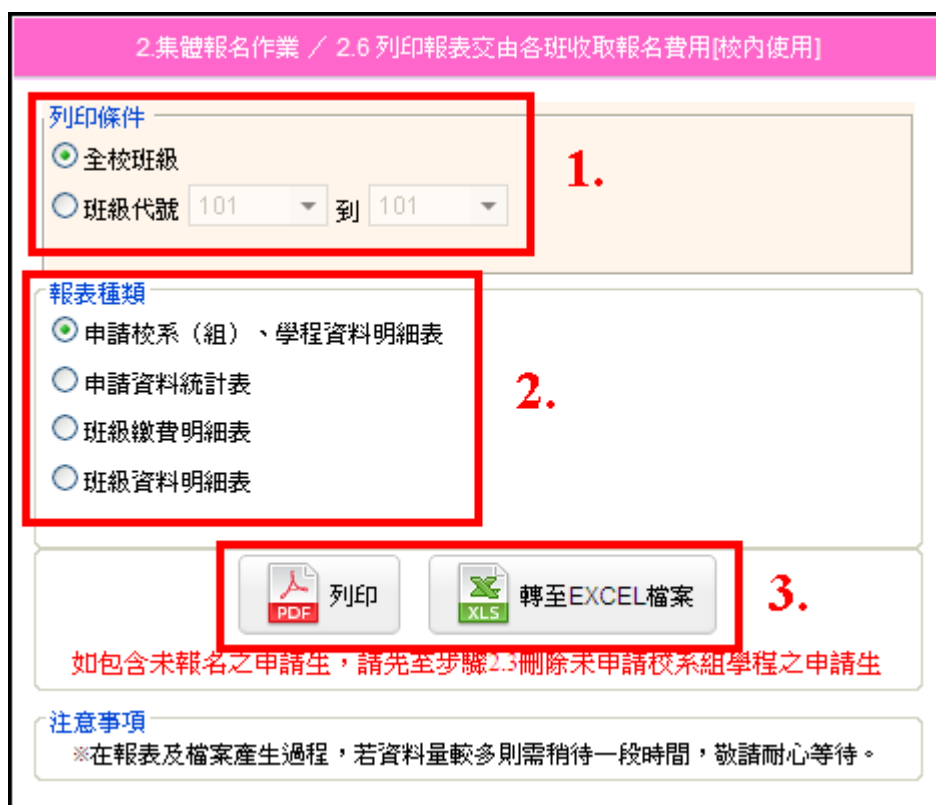 2.集體報名作業 ／ 2.6 列印報表交由各班收取報名費用[校內使用]
列印條件
全校班級
1.
班級代號 101 到 101
報表種類
申請校系（組）、學程資料明細表
申請資料統計表
2.
班級繳費明細表
班級資料明細表
PDF 列印 XLS 轉至EXCEL檔案
3.
如包含未報名之申請生，請先至步驟2.3刪除未申請校系組學程之申請生
注意事項
※在報表及檔案產生過程，若資料量較多則需稍待一段時間，敬請耐心等待。